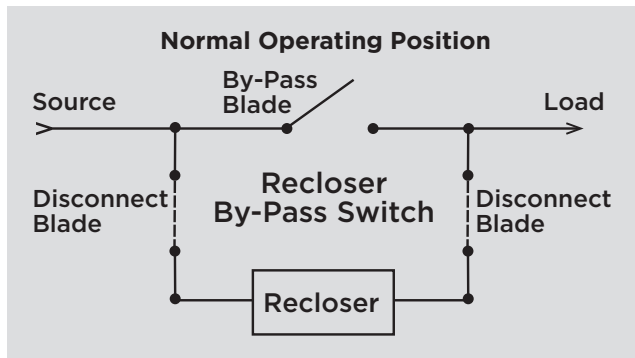 Normal Operating Position
By-Pass
Blade
Source
Load
Disconnect
Blade
Recloser
By-Pass Switch
Disconnect
Blade
Recloser